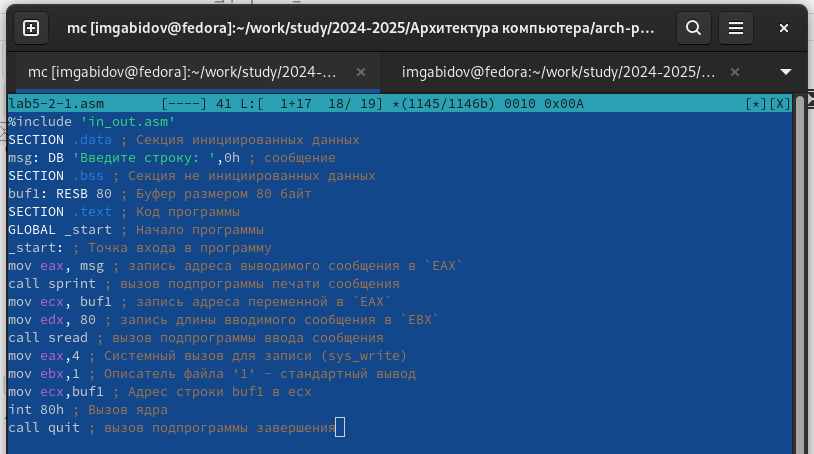 mc [imgabidov@fedora]:~/work/study/2024-2025/Архитектура компьютера/arch-p...
mc [imgabidov@fedora]:~/work/study/2024-...
imgabidov@fedora:~/work/study/2024-2025/...
lab5-2-1.asm [----] 41 L:[ 1+17 18/ 19] *(1145/1146b) 0010 0x00A [*][X]
%include 'in_out.asm'
SECTION .data ; Секция инициированных данных
msg: DB 'Введите строку: ',0h ; сообщение
SECTION .bss ; Секция не инициированных данных
buf1: RESB 80 ; Буфер размером 80 байт
SECTION .text ; Код программы
GLOBAL _start ; Начало программы
_start: ; Точка входа в программу
mov eax, msg ; запись адреса выводимого сообщения в `EAX`
call sprint ; вызов подпрограммы печати сообщения
mov ecx, buf1 ; запись адреса переменной в `EAX`
mov edx, 80 ; запись длины вводимого сообщения в `EBX`
call sread ; вызов подпрограммы ввода сообщения
mov eax,4 ; Системный вызов для записи (sys_write)
mov ebx,1 ; Описатель файла '1' - стандартный вывод
mov ecx,buf1 ; Адрес строки buf1 в ecx
int 80h ; Вызов ядра
call quit ; вызов подпрограммы завершения